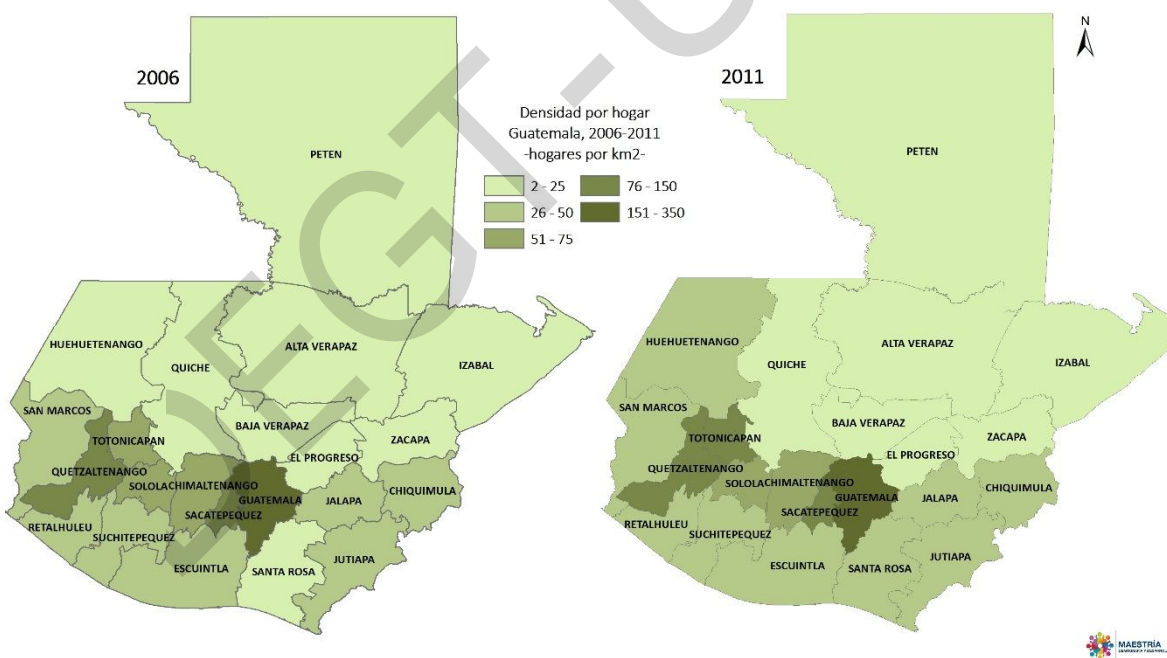 2006
Densidad por hogar
Guatemala, 2006-2011
-hogares por km2-
2 - 25
76 - 150
26 - 50
151 - 350
51 - 75
PETEN
HUEHUETENANGO
QUICHE
ALTA VERAPAZ
IZABAL
SAN MARCOS
TOTONICAPAN
BAJA VERAPAZ
ZACAPA
EL PROGRESO
QUETZALTENANGO
SOLOLA
CHIMALTENANGO
GUATEMALA
JALAPA
CHIQUIMULA
SACATEPEQUEZ
RETALHULEU
SUCHITEPEQUEZ
JUTIAPA
ESCUINTLA
SANTA ROSA
2011
N
PETEN
HUEHUETENANGO
QUICHE
ALTA VERAPAZ
IZABAL
SAN MARCOS
TOTONICAPAN
BAJA VERAPAZ
ZACAPA
EL PROGRESO
QUETZALTENANGO
SOLOLA
CHIMALTENANGO
GUATEMALA
JALAPA
CHIQUIMULA
SACATEPEQUEZ
RETALHULEU
SUCHITEPEQUEZ
JUTIAPA
ESCUINTLA
SANTA ROSA
MAESTRÍA